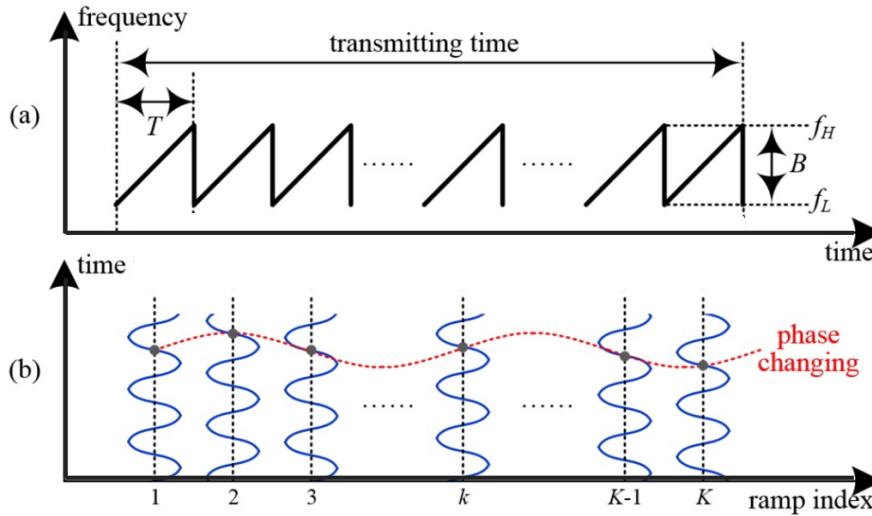 frequency
transmitting time
(a)
T
......
......
f_H
B
f_L
time
time
(b)
phase
changing
......
......
1 2 3 k K-1 K ramp index